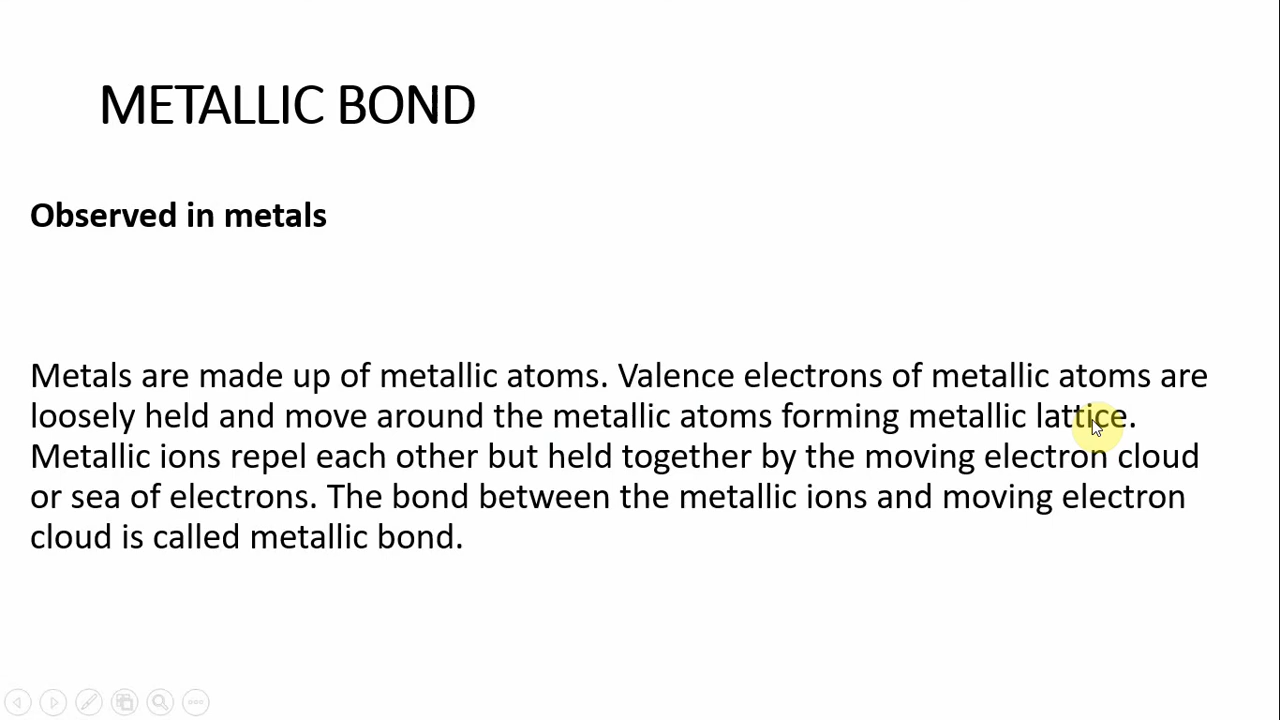 METALLIC BOND
Observed in metals
Metals are made up of metallic atoms. Valence electrons of metallic atoms are
loosely held and move around the metallic atoms forming metallic lattice.
Metallic ions repel each other but held together by the moving electron cloud
or sea of electrons. The bond between the metallic ions and moving electron
cloud is called metallic bond.